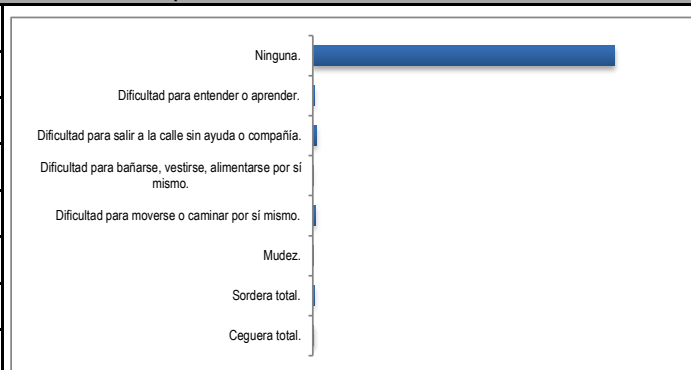 Ninguna.
Dificultad para entender o aprender.
Dificultad para salir a la calle sin ayuda o compañía.
Dificultad para bañarse, vestirse, alimentarse por sí
mismo.
Dificultad para moverse o caminar por sí mismo.
Mudez.
Sordera total.
Ceguera total.